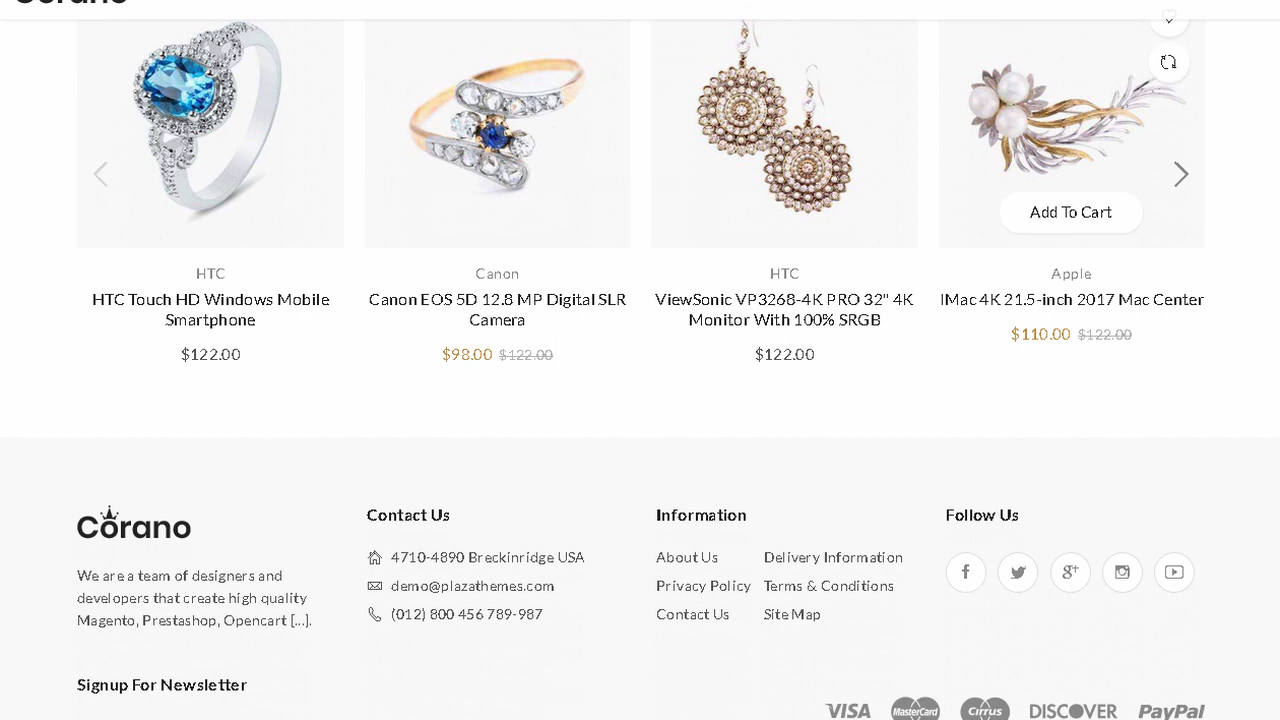 Corano
Add To Cart
HTC
HTC Touch HD Windows Mobile
Smartphone
$122.00
Canon
Canon EOS 5D 12.8 MP Digital SLR
Camera
$98.00 $122.00
HTC
ViewSonic VP3268-4K PRO 32" 4K
Monitor With 100% SRGB
$122.00
Apple
IMac 4K 21.5-inch 2017 Mac Center
$110.00 $122.00
Corano
We are a team of designers and
developers that create high quality
Magento, Prestashop, Opencart [...].
Signup For Newsletter
Contact Us
4710-4890 Breckinridge USA
demo@plazathemes.com
(012) 800 456 789-987
Information
About Us
Privacy Policy
Contact Us
Delivery Information
Terms & Conditions
Site Map
Follow Us
VISA MasterCard Cirrus DISCOVER PayPal